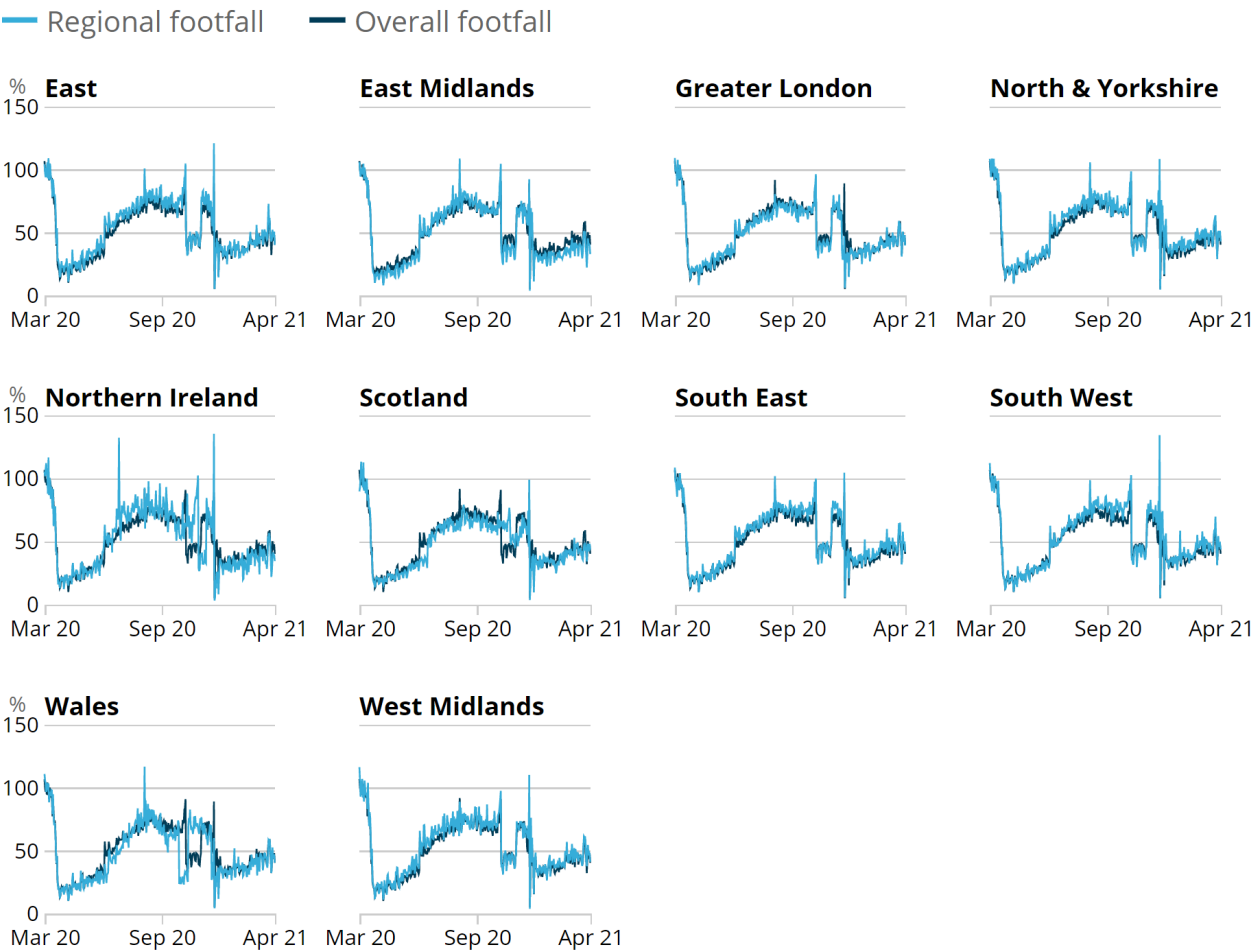 Regional footfall Overall footfall
% East East Midlands Greater London North & Yorkshire
150
100
50
0
Mar 20 Sep 20 Apr 21 Mar 20 Sep 20 Apr 21 Mar 20 Sep 20 Apr 21 Mar 20 Sep 20 Apr 21
% Northern Ireland Scotland South East South West
150
100
50
0
Mar 20 Sep 20 Apr 21 Mar 20 Sep 20 Apr 21 Mar 20 Sep 20 Apr 21 Mar 20 Sep 20 Apr 21
% Wales West Midlands
150
100
50
0
Mar 20 Sep 20 Apr 21 Mar 20 Sep 20 Apr 21